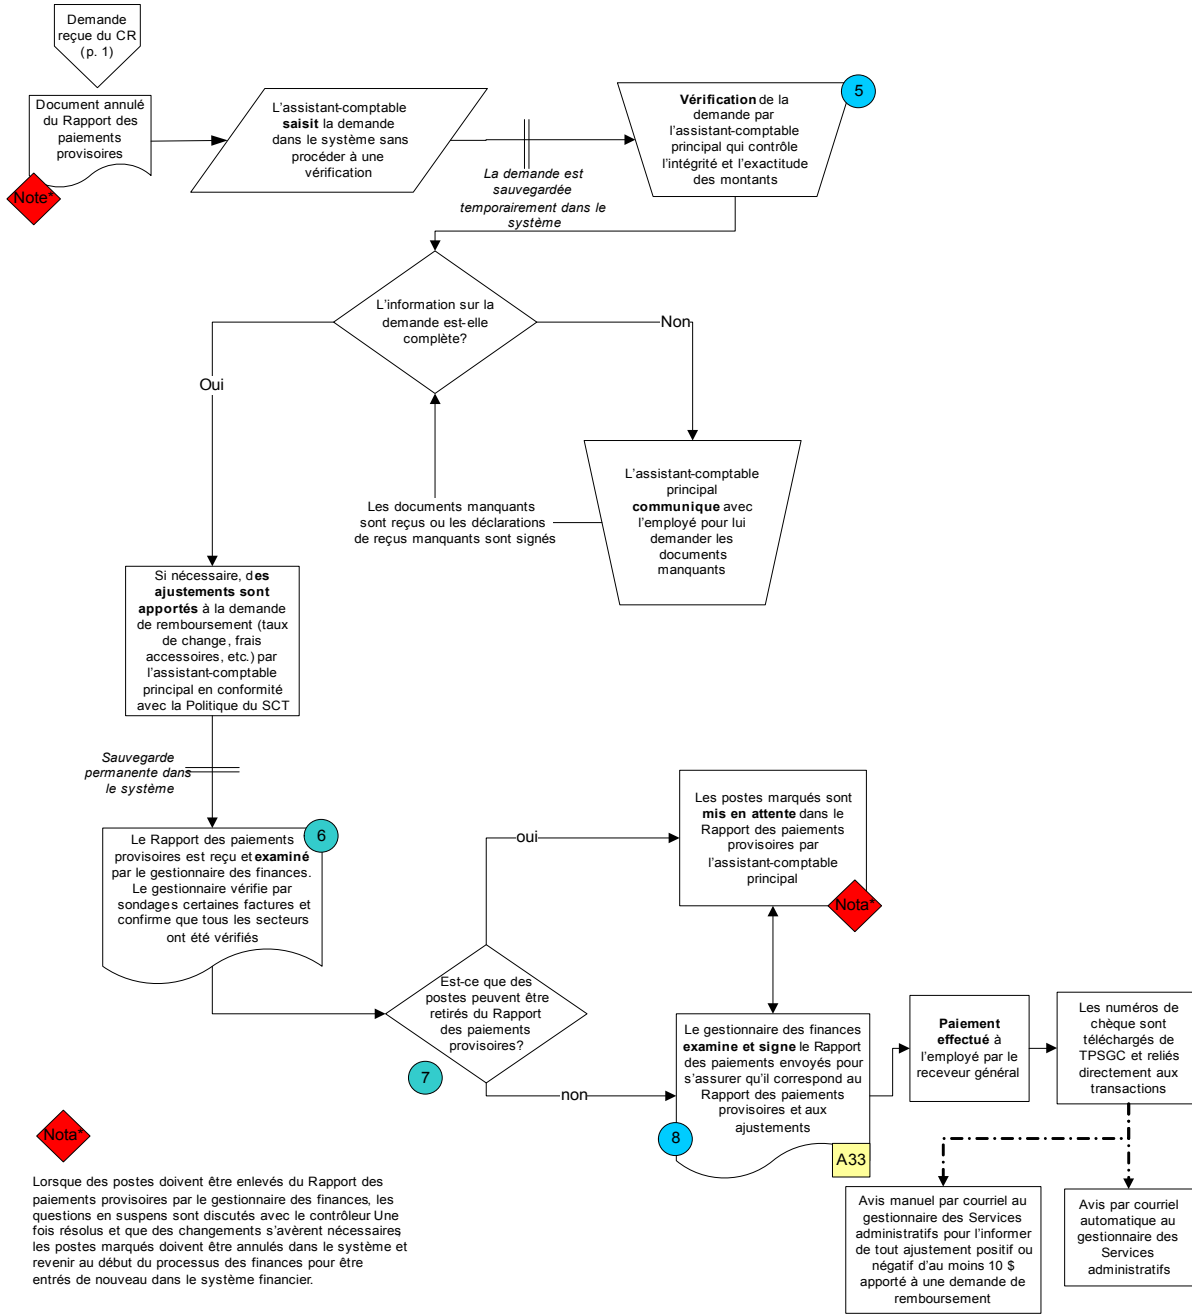 Demande
reçue du CR
(p. 1)
Document annulé
du Rapport des
paiements
provisoires
Note*
L'assistant-comptable
saisit la demande
dans le système sans
procéder à une
vérification
La demande est
sauvegardée
temporairement dans le
système
5
Vérification de la
demande par
l'assistant-comptable
principal qui contrôle
l'intégrité et l'exactitude
des montants
L'information sur la
demande est-elle
complète?
Non
Oui
L'assistant-comptable
principal
communique avec
l'employé pour lui
demander les
documents
manquants
Les documents manquants
sont reçus ou les déclarations
de reçus manquants sont signés
Si nécessaire, des
ajustements sont
apportés à la demande
de remboursement (taux
de change, frais
accessoires, etc.) par
l'assistant-comptable
principal en conformité
avec la Politique du SCT
Sauvegarde
permanente dans
le système
6
Le Rapport des paiements
provisoires est reçu et examiné
par le gestionnaire des finances.
Le gestionnaire vérifie par
sondages certaines factures et
confirme que tous les secteurs
ont été vérifiés
oui
Les postes marqués sont
mis en attente dans le
Rapport des paiements
provisoires par
l'assistant-comptable
principal
Nota*
Est-ce que des
postes peuvent être
retirés du Rapport
des paiements
provisoires?
7
non
Le gestionnaire des finances
examine et signe le Rapport
des paiements envoyés pour
s'assurer qu'il correspond au
Rapport des paiements
provisoires et aux
ajustements
8
A33
Paiement
effectué à
l'employé par le
receveur général
Les numéros de
chèque sont
téléchargés de
TPSGC et reliés
directement aux
transactions
Avis manuel par courriel au
gestionnaire des Services
administratifs pour l'informer
de tout ajustement positif ou
négatif d'au moins 10 $
apporté à une demande de
remboursement
Avis par courriel
automatique au
gestionnaire des
Services
administratifs
Nota*
Lorsque des postes doivent être enlevés du Rapport des
paiements provisoires par le gestionnaire des finances, les
questions en suspens sont discutés avec le contrôleur Une
fois résolus et que des changements s'avèrent nécessaires,
les postes marqués doivent être annulés dans le système et
revenir au début du processus des finances pour être
entrés de nouveau dans le système financier.